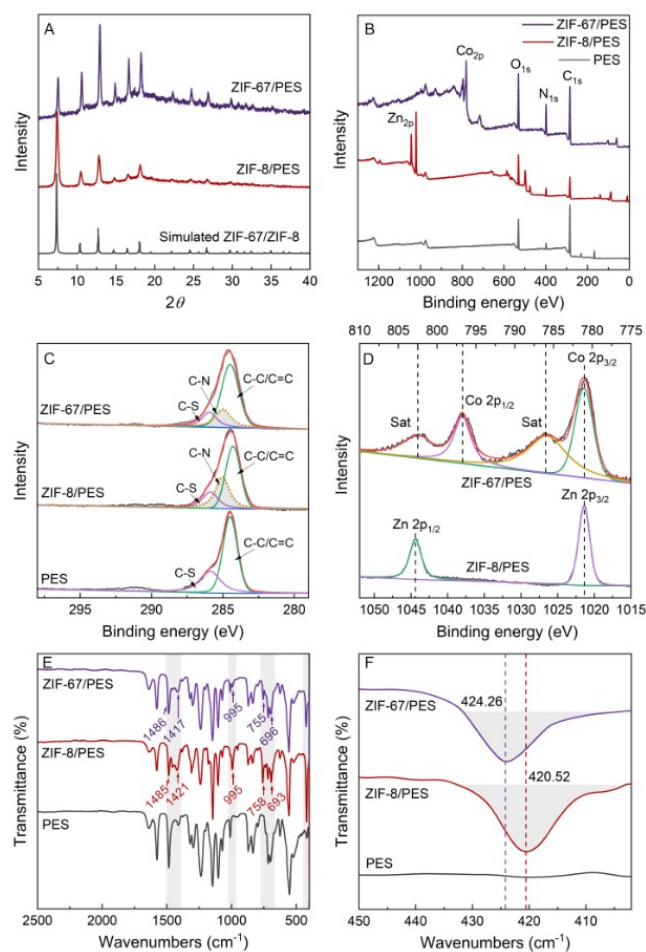 A
ZIF-67/PES
ZIF-8/PES
Simulated ZIF-67/ZIF-8
Intensity
5 10 15 20 25 30 35 40
2θ
B
ZIF-67/PES
ZIF-8/PES
PES
Co2p
O1s
N1s
C1s
Zn2p
Intensity
1200 1000 800 600 400 200 0
Binding energy (eV)
C
C-N
C-C/C=C
C-S
ZIF-67/PES
C-N
C-C/C=C
C-S
ZIF-8/PES
C-C/C=C
C-S
PES
Intensity
295 290 285 280
Binding energy (eV)
810 805 800 795 790 785 780 775
D
Co 2p3/2
Co 2p1/2
Sat
Sat
ZIF-67/PES
Zn 2p3/2
Zn 2p1/2
ZIF-8/PES
Intensity
1050 1045 1040 1035 1030 1025 1020 1015
Binding energy (eV)
E
ZIF-67/PES
1486
1417
995
755
696
ZIF-8/PES
1485
1421
995
758
693
PES
Transmittance (%)
2500 2000 1500 1000 500
Wavenumbers (cm-1)
F
424.26
ZIF-67/PES
420.52
ZIF-8/PES
PES
Transmittance (%)
450 440 430 420 410
Wavenumbers (cm-1)